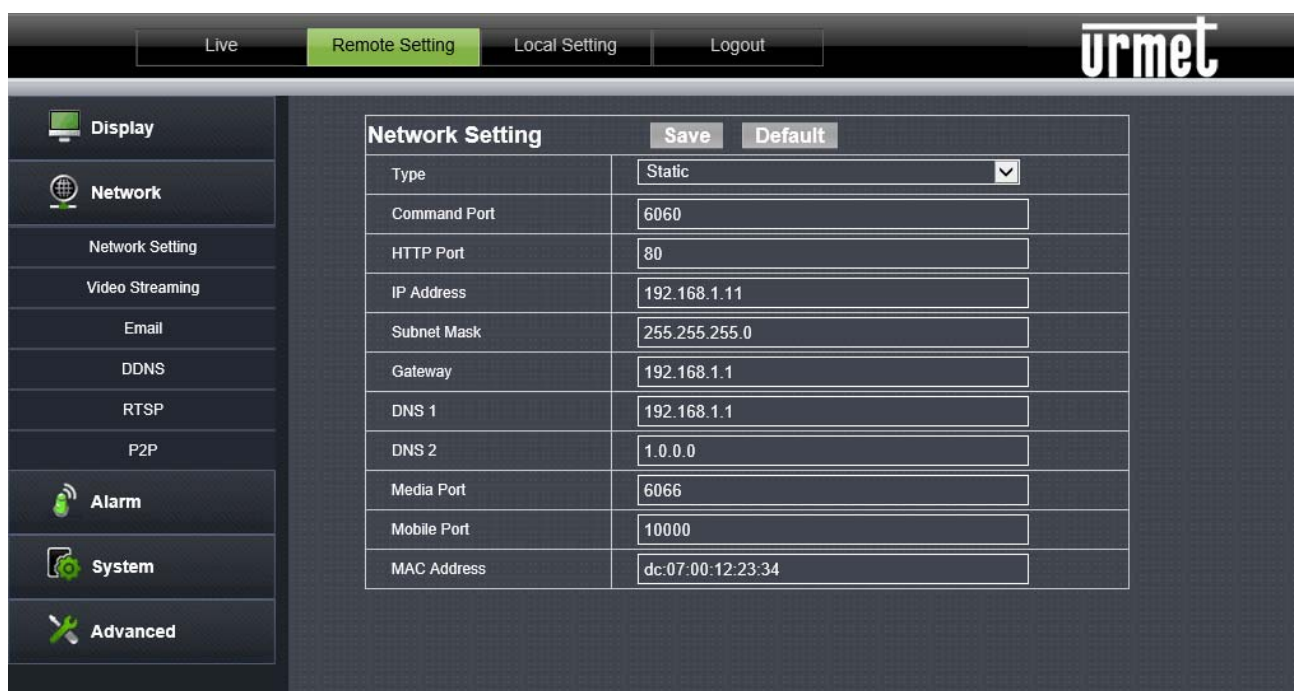 Live Remote Setting Local Setting Logout urmet
Display
Network
Network Setting
Video Streaming
Email
DDNS
RTSP
P2P
Alarm
System
Advanced
Network Setting Save Default
Type Static
Command Port 6060
HTTP Port 80
IP Address 192.168.1.11
Subnet Mask 255.255.255.0
Gateway 192.168.1.1
DNS 1 192.168.1.1
DNS 2 1.0.0.0
Media Port 6066
Mobile Port 10000
MAC Address dc:07:00:12:23:34